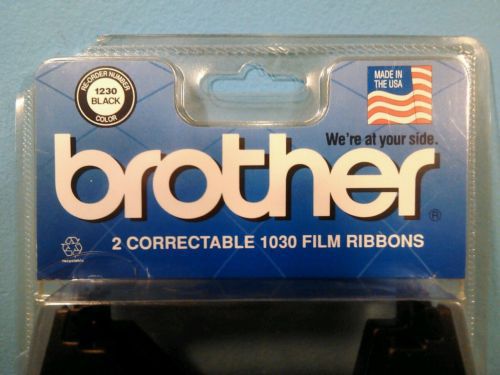 RE-ORDER NUMBER
1230
BLACK
COLOR
MADE IN
THE USA
We're at your side.
brother®
2 CORRECTABLE 1030 FILM RIBBONS
recyclable